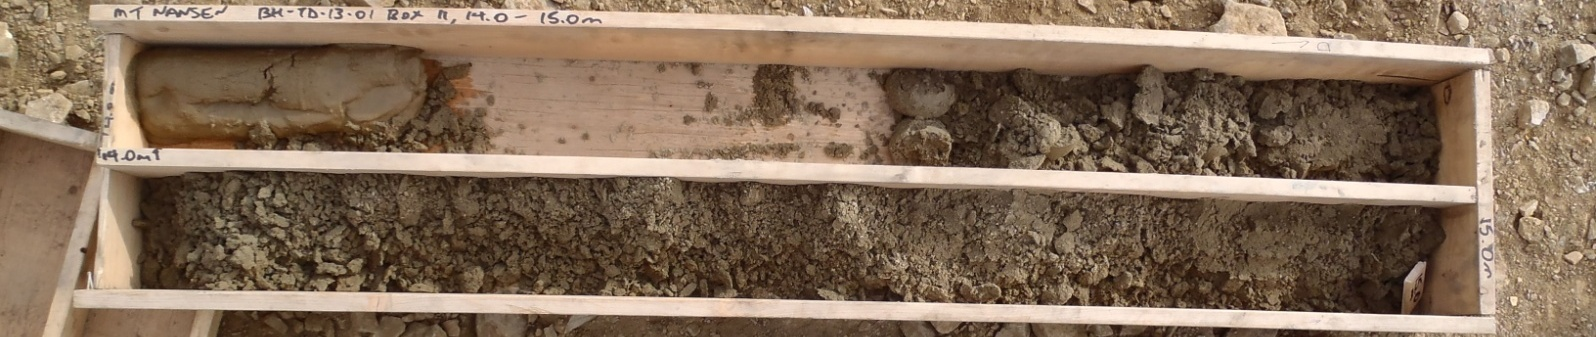 MT NANSEN BH-TD-13-01 BOX 11, 14.0 - 15.0m
14.0m
15.0m